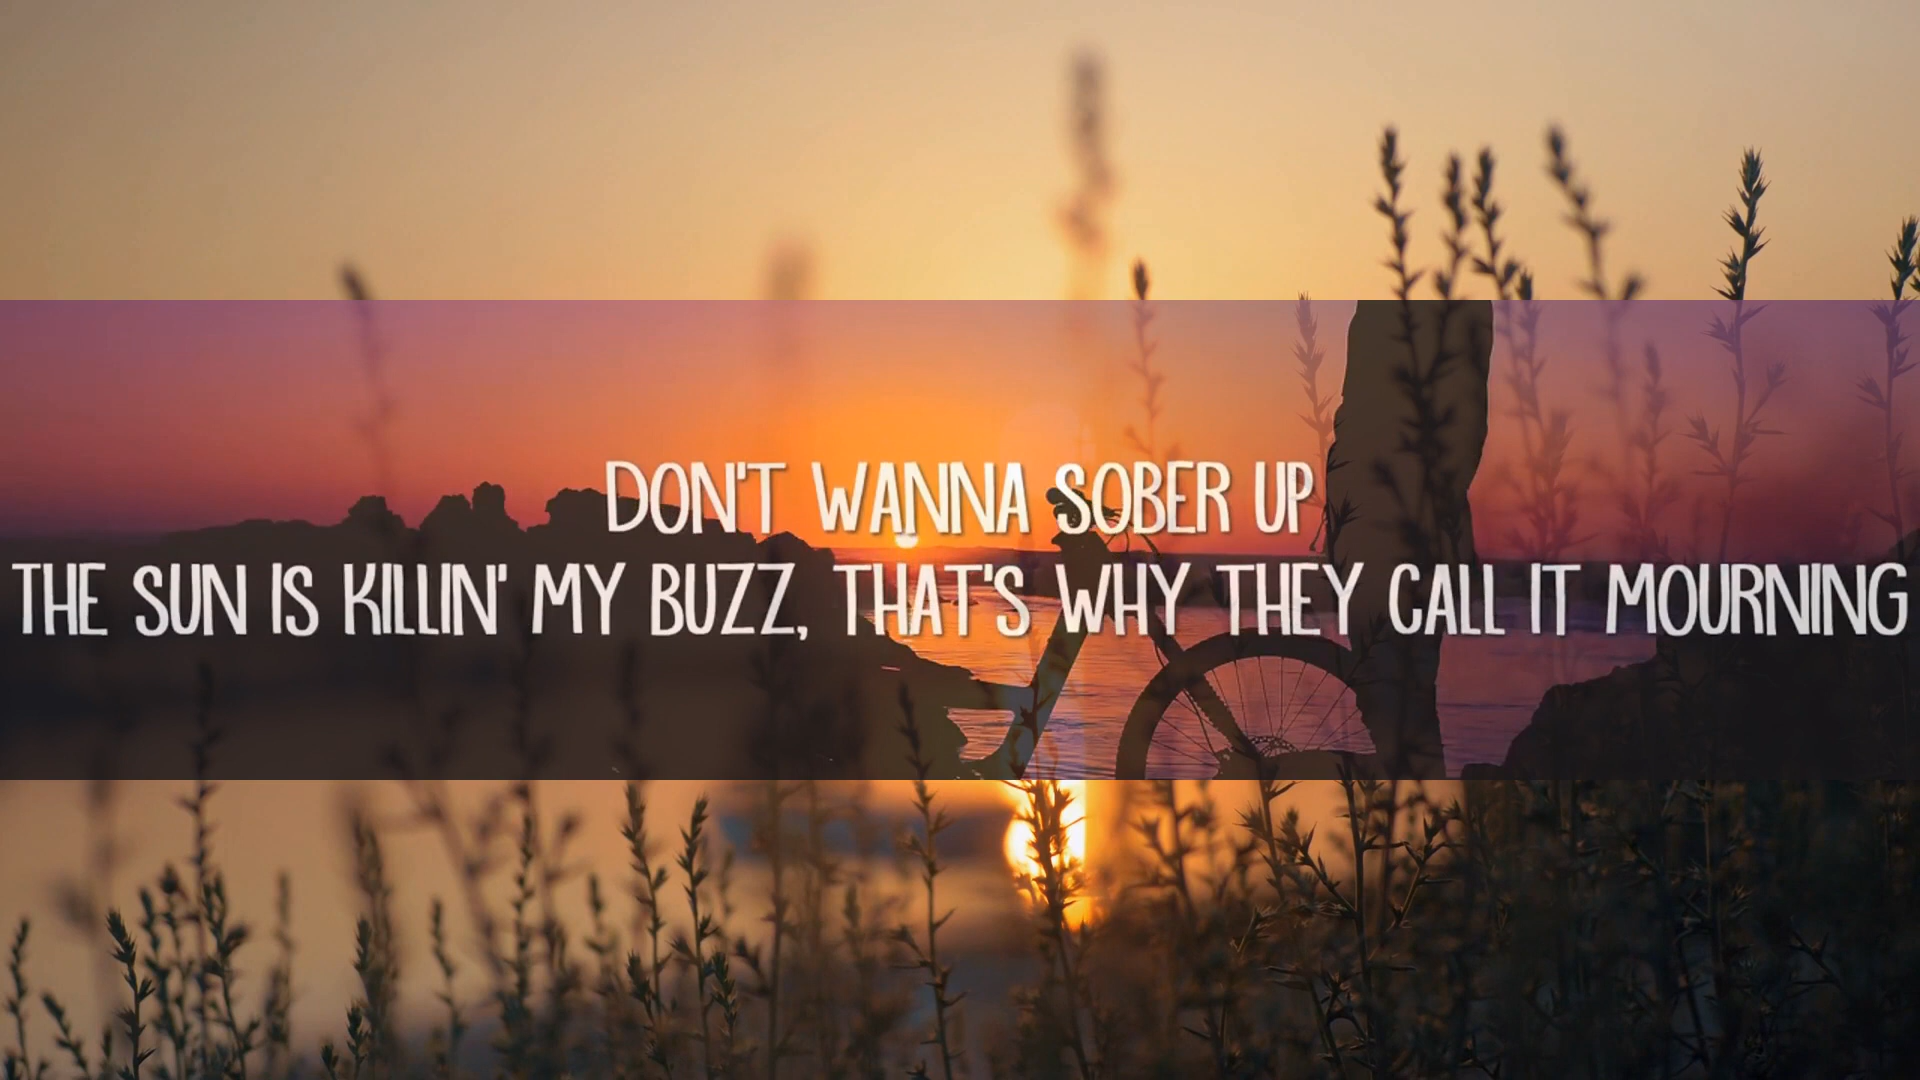 DON'T WANNA SOBER UP
THE SUN IS KILLIN' MY BUZZ, THAT'S WHY THEY CALL IT MOURNING